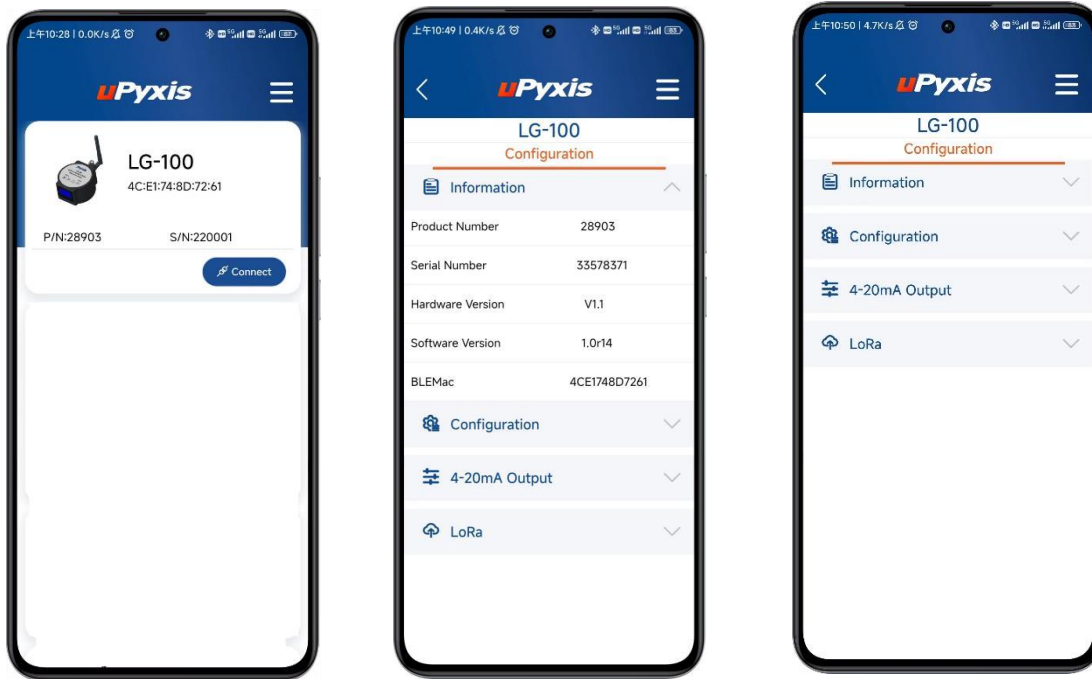 上午10:28 | 0.0K/s
uPyxis
LG-100
4C:E1:74:8D:72:61
P/N:28903 S/N:220001
Connect
上午10:49 | 0.4K/s
uPyxis
LG-100
Configuration
Information
Product Number 28903
Serial Number 33578371
Hardware Version V1.1
Software Version 1.0r14
BLEMac 4CE1748D7261
Configuration
4-20mA Output
LoRa
上午10:50 | 4.7K/s
uPyxis
LG-100
Configuration
Information
Configuration
4-20mA Output
LoRa